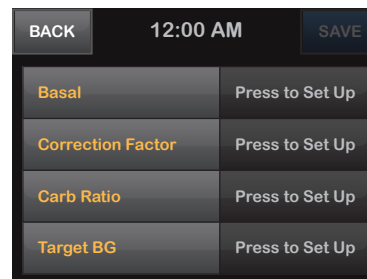 BACK 12:00 AM SAVE
Basal Press to Set Up
Correction Factor Press to Set Up
Carb Ratio Press to Set Up
Target BG Press to Set Up